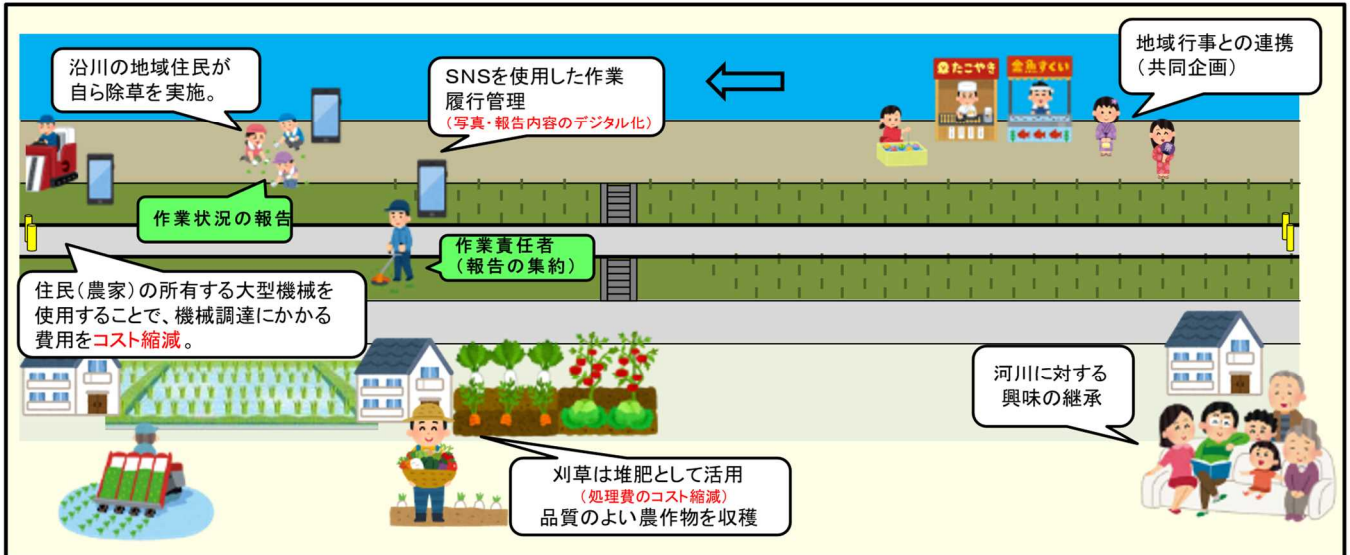 沿川の地域住民が
自ら除草を実施。
SNSを使用した作業
履行管理
（写真・報告内容のデジタル化）
たこやき
金魚すくい
地域行事との連携
（共同企画）
作業状況の報告
作業責任者
（報告の集約）
住民（農家）の所有する大型機械を
使用することで、機械調達にかかる
費用をコスト縮減。
河川に対する
興味の継承
刈草は堆肥として活用
（処理費のコスト縮減）
品質のよい農作物を収穫